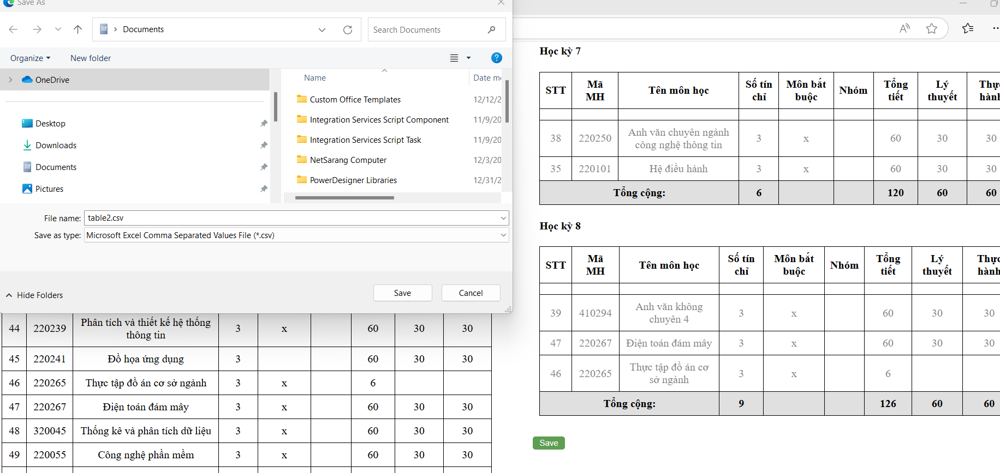 Save As
Documents
Search Documents
Organize
New folder
OneDrive
Desktop
Downloads
Documents
Pictures
Name
Date
Custom Office Templates
12/12/2
Integration Services Script Component
11/9/20
Integration Services Script Task
11/9/20
NetSarang Computer
12/3/20
PowerDesigner Libraries
12/31/2
File name:
table2.csv
Save as type:
Microsoft Excel Comma Separated Values File (*.csv)
Hide Folders
Save
Cancel
44 220239 Phân tích và thiết kế hệ thống 3 x 60 30 30
thông tin
45 220241 Đồ họa ứng dụng 3 60 30 30
46 220265 Thực tập đồ án cơ sở ngành 3 x 6
47 220267 Điện toán đám mây 3 x 60 30 30
48 320045 Thống kê và phân tích dữ liệu 3 x 60 30 30
49 220055 Công nghệ phần mềm 3 x 60 30 30
Học kỳ 7
STT Mã Tên môn học Số tín Môn bắt Nhóm Tổng Lý Thực
MH chỉ buộc tiết thuyết hành
38 220250 Anh văn chuyên ngành 3 x 60 30 30
công nghệ thông tin
35 220101 Hệ điều hành 3 x 60 30 30
Tổng cộng: 6 120 60 60
Học kỳ 8
STT Mã Tên môn học Số tín Môn bắt Nhóm Tổng Lý Thực
MH chỉ buộc tiết thuyết hành
39 410294 Anh văn không 3 x 60 30 30
chuyên 4
47 220267 Điện toán đám mây 3 x 60 30 30
46 220265 Thực tập đồ án cơ 3 x 6
sở ngành
Tổng cộng: 9 126 60 60
Save